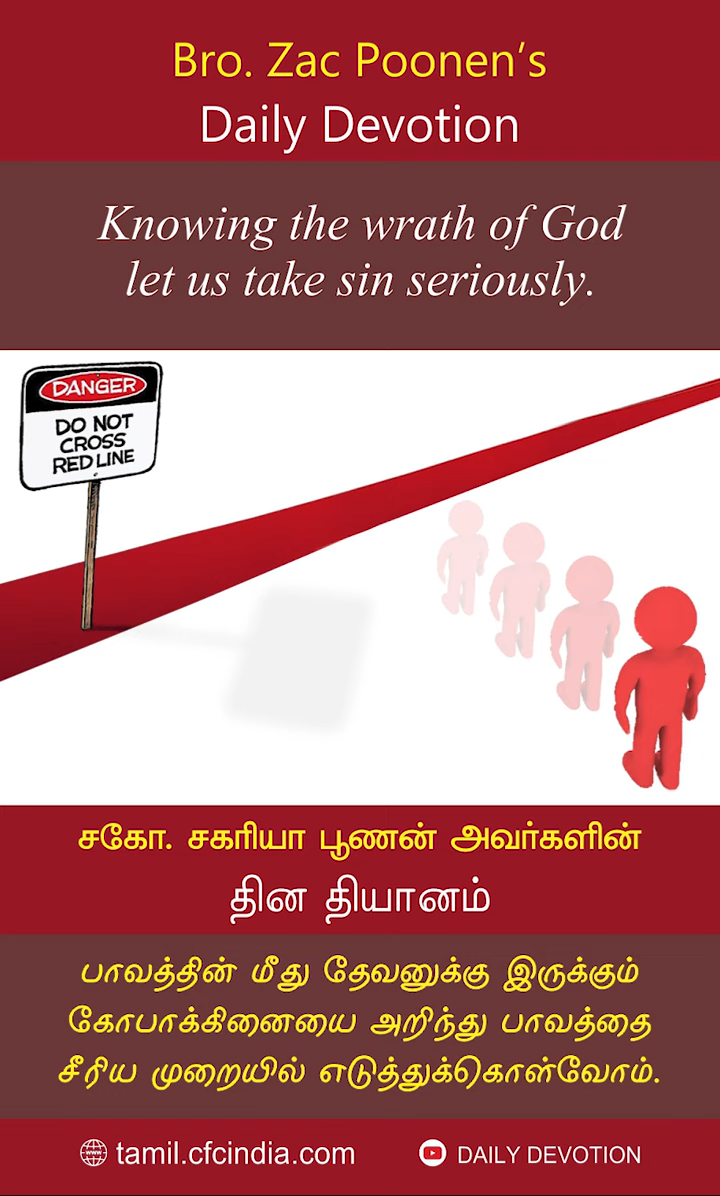 Bro. Zac Poonen’s
Daily Devotion
Knowing the wrath of God
let us take sin seriously.
DANGER
DO NOT
CROSS
RED LINE
சகோ. சகரியா பூணன் அவர்களின்
தின தியானம்
பாவத்தின் மீது தேவனுக்கு இருக்கும்
கோபாக்கினையை அறிந்து பாவத்தை
சீரிய முறையில் எடுத்துக்கொள்வோம்.
tamil.cfcindia.com
DAILY DEVOTION